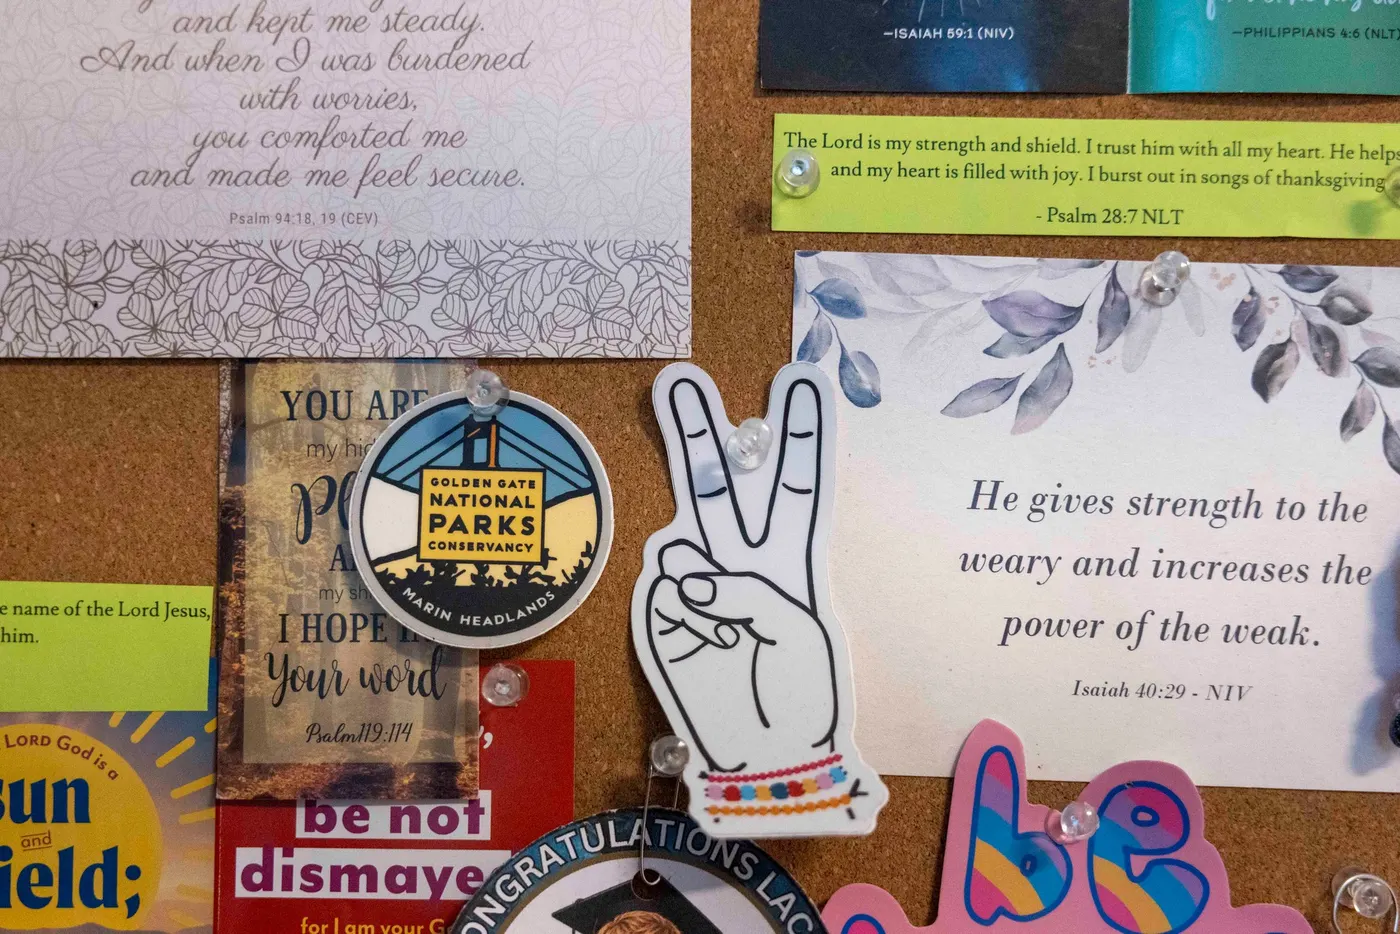 and kept me steady.
And when I was burdened
with worries,
you comforted me
and made me feel secure.
Psalm 94:18, 19 (CEV)
—ISAIAH 59:1 (NIV)
—PHILIPPIANS 4:6 (NLT)
The Lord is my strength and shield. I trust him with all my heart. He helps
and my heart is filled with joy. I burst out in songs of thanksgiving
- Psalm 28:7 NLT
YOU ARE
my
I HOPE
Your word
Psalm 119:114
GOLDEN GATE
NATIONAL
PARKS
CONSERVANCY
MARIN HEADLANDS
He gives strength to the
weary and increases the
power of the weak.
Isaiah 40:29 - NIV
name of the Lord Jesus,
him.
LORD God is a
sun
and
ield;
be not
dismaye
for I am your G
ONGRATULATIONS LAC
be